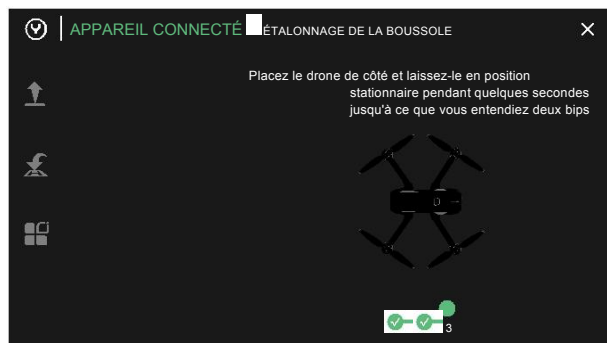 APPAREIL CONNECTÉ ÉTALONNAGE DE LA BOUSSOLE
Placez le drone de côté et laissez-le en position
stationnaire pendant quelques secondes
jusqu'à ce que vous entendiez deux bips
3